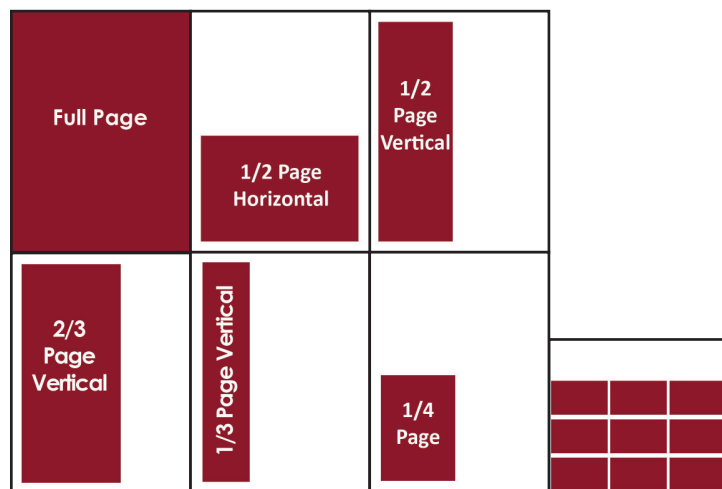 Full Page
1/2 Page
Horizontal
1/2
Page
Vertical
2/3
Page
Vertical
1/3 Page Vertical
1/4
Page